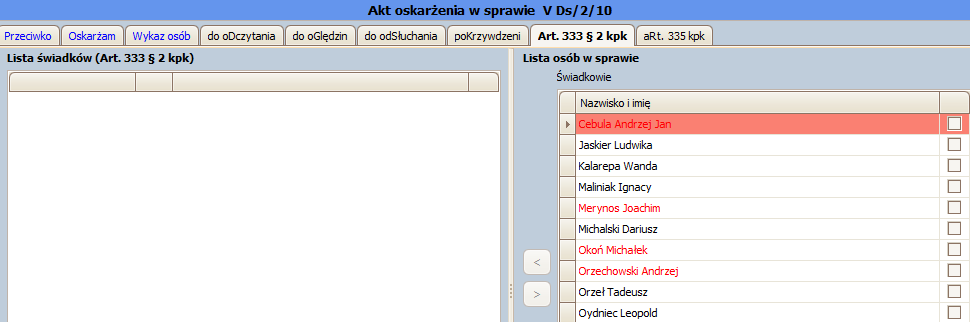 Akt oskarżenia w sprawie V Ds/2/10
Przeciwko Oskarżam Wykaz osób do oDczytania do oGlędzin do odSłuchania poKrzywdzeni Art. 333 § 2 kpk aRt. 335 kpk
Lista świadków (Art. 333 § 2 kpk)
Lista osób w sprawie
Świadkowie
Nazwisko i imię
Cebula Andrzej Jan
Jaskier Ludwika
Kalarepa Wanda
Maliniak Ignacy
Merynos Joachim
Michalski Dariusz
Okoń Michałek
Orzechowski Andrzej
Orzeł Tadeusz
Oydniec Leopold
<
>